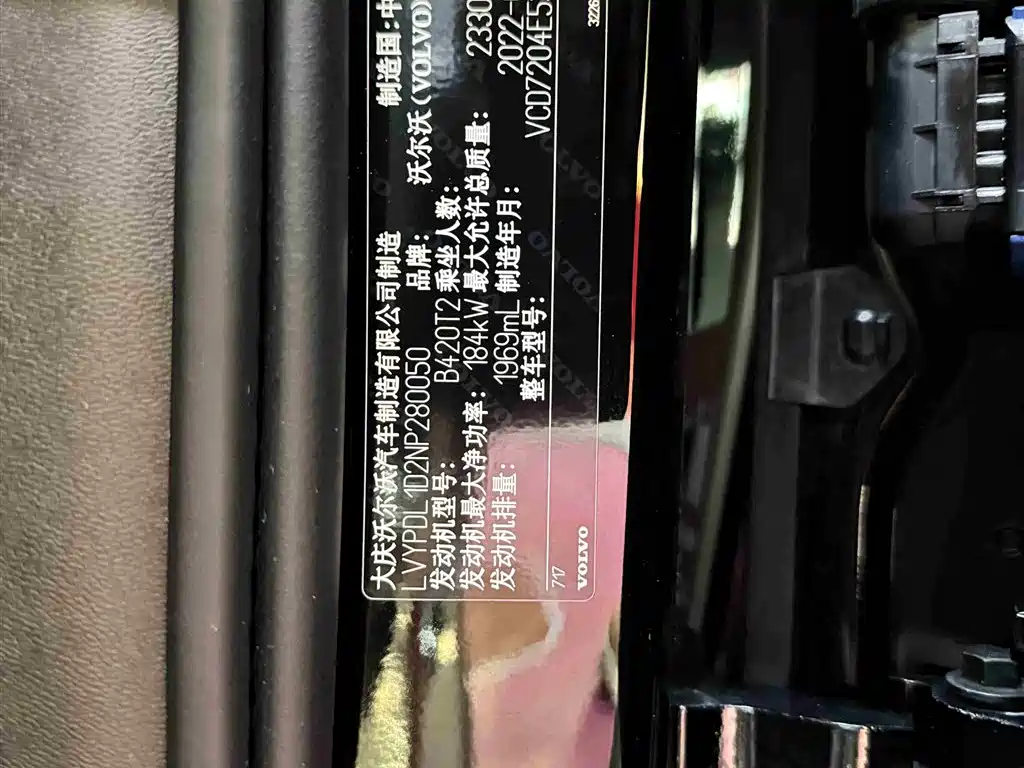 大庆沃尔沃汽车制造有限公司制造 制造国:中
LVYPDL1D2NP280050 品牌: 沃尔沃(VOLVO)
发动机型号: B420T2 乘坐人数:
发动机最大净功率: 184kW 最大允许总质量: 2330
发动机排量: 1969mL 制造年月: 2022-
整车型号: VCD7204E5
717
VOLVO 3226